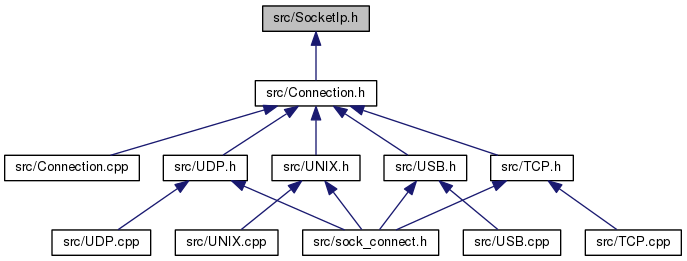 src/SocketIp.h
src/Connection.h
src/Connection.cpp
src/UDP.h
src/UNIX.h
src/USB.h
src/TCP.h
src/UDP.cpp
src/UNIX.cpp
src/sock_connect.h
src/USB.cpp
src/TCP.cpp